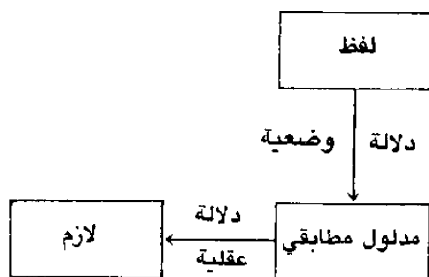 لفظ
دلالة وضعية
مدلول مطابقي
دلالة
عقلية
لازم